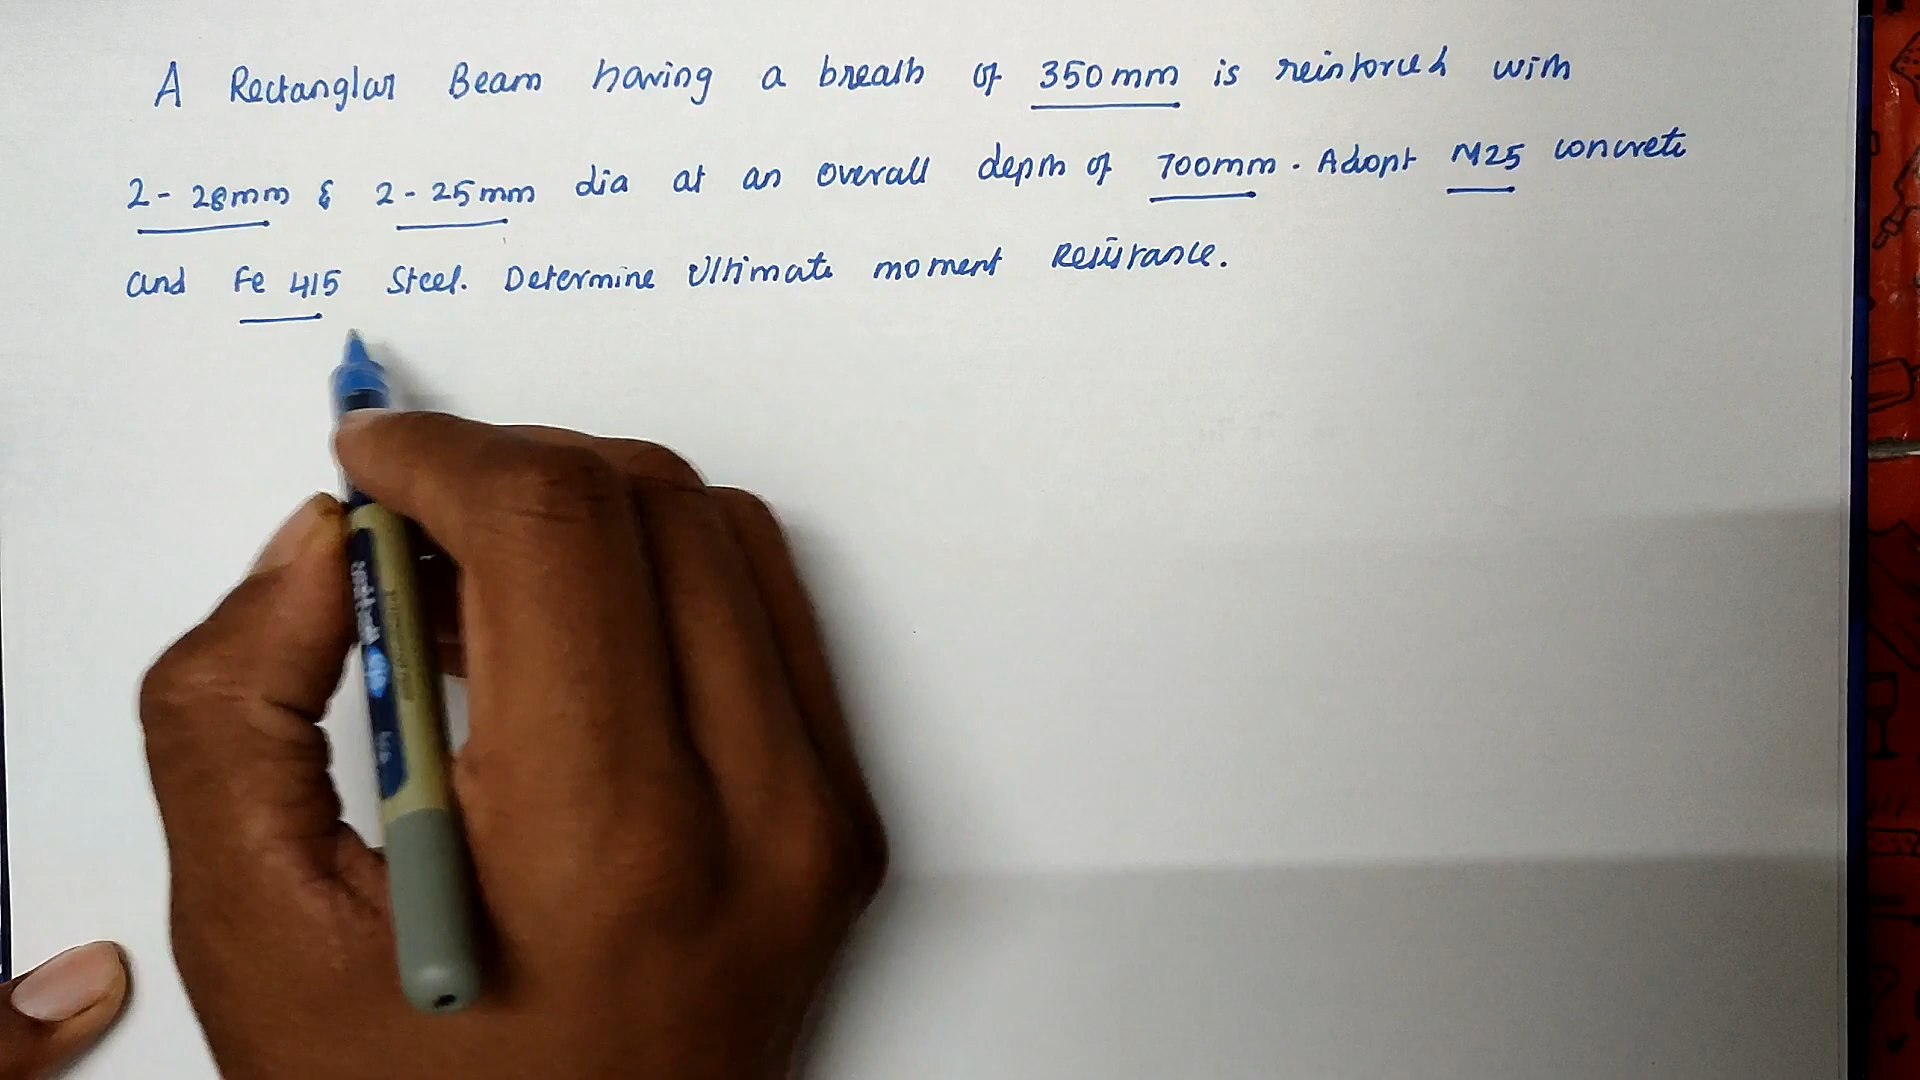 A Rectanglar Beam having a breath of 350mm is reinforced with
2 - 28mm & 2 - 25mm dia at an overall depth of 700mm. Adopt M25 concrete
and Fe 415 Steel. Determine Ultimate moment Resistance.